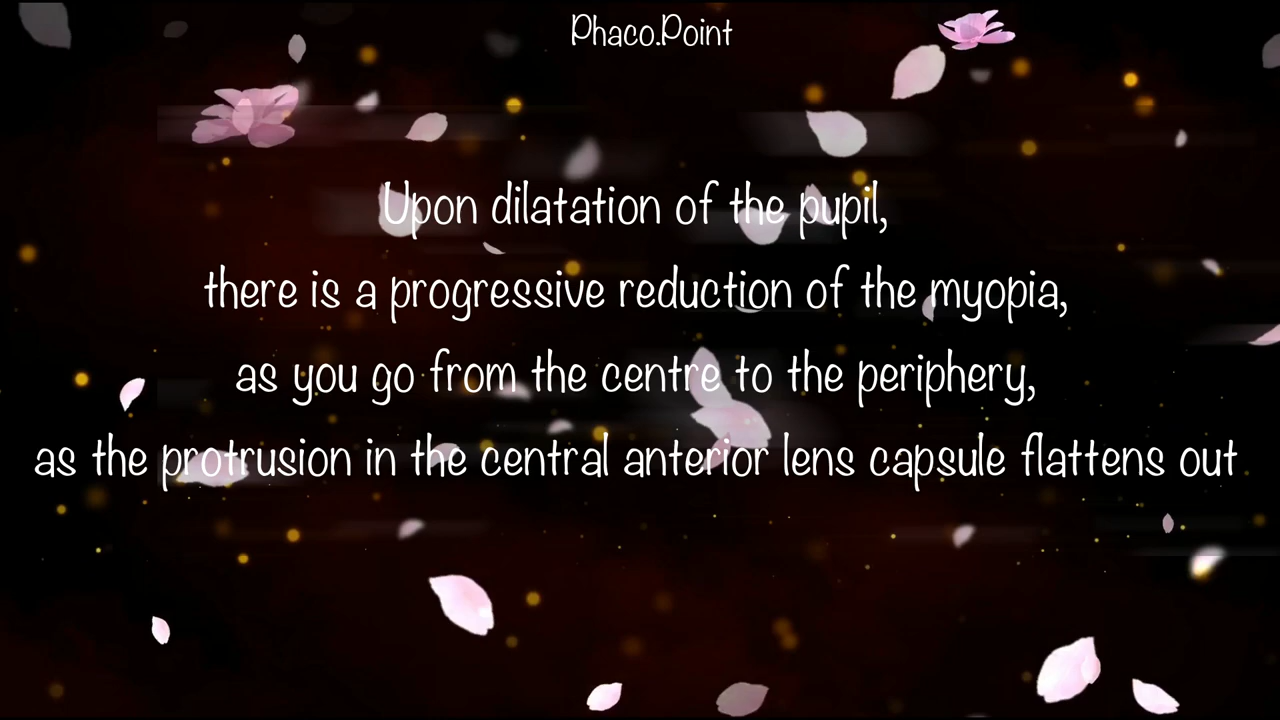 Phaco.Point
Upon dilatation of the pupil,
there is a progressive reduction of the myopia,
as you go from the centre to the periphery,
as the protrusion in the central anterior lens capsule flattens out